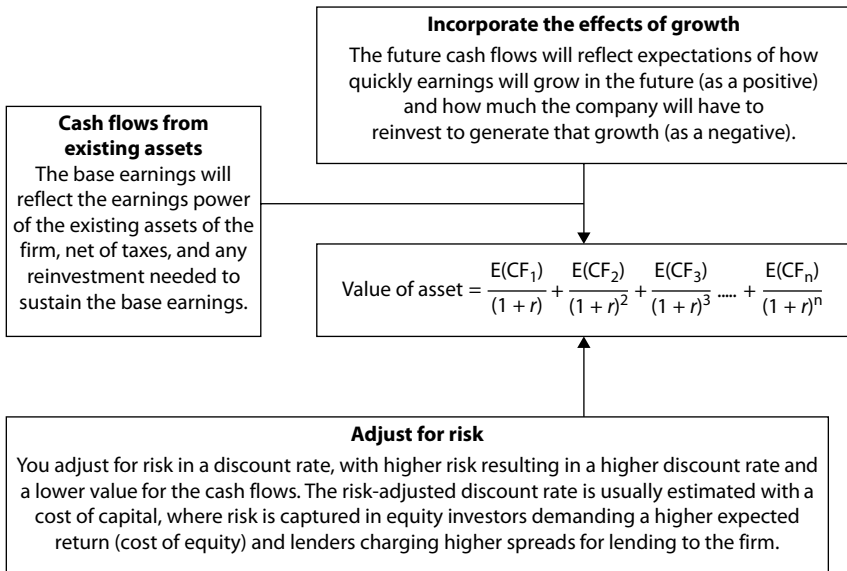 Incorporate the effects of growth
The future cash flows will reflect expectations of how
quickly earnings will grow in the future (as a positive)
and how much the company will have to
reinvest to generate that growth (as a negative).
Cash flows from
existing assets
The base earnings will
reflect the earnings power
of the existing assets of the
firm, net of taxes, and any
reinvestment needed to
sustain the base earnings.
Value of asset = E(CF₁)/(1 + r) + E(CF₂)/(1 + r)² + E(CF₃)/(1 + r)³ ..... + E(CFₙ)/(1 + r)ⁿ
Adjust for risk
You adjust for risk in a discount rate, with higher risk resulting in a higher discount rate and
a lower value for the cash flows. The risk-adjusted discount rate is usually estimated with a
cost of capital, where risk is captured in equity investors demanding a higher expected
return (cost of equity) and lenders charging higher spreads for lending to the firm.